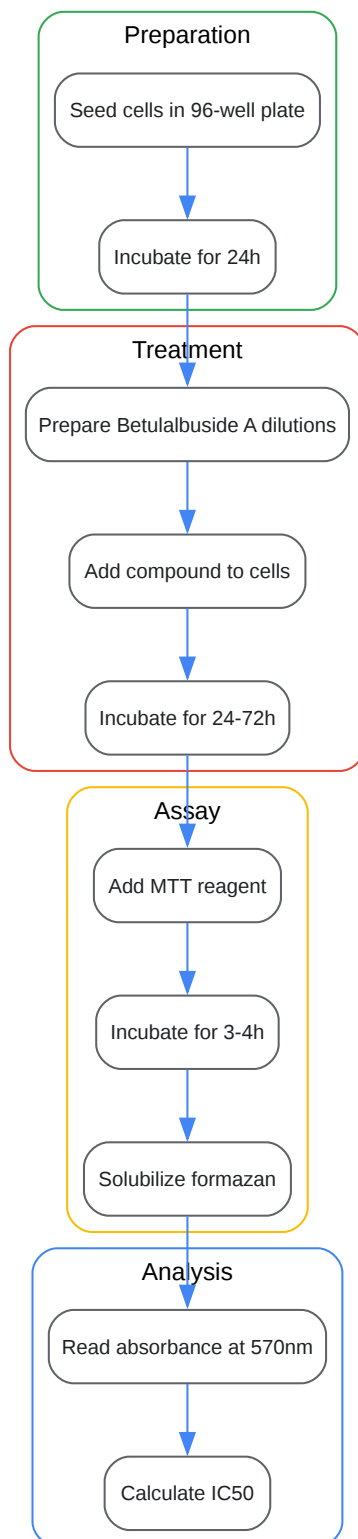 Preparation
Seed cells in 96-well plate
Incubate for 24h
Treatment
Prepare Betulalbuside A dilutions
Add compound to cells
Incubate for 24-72h
Assay
Add MTT reagent
Incubate for 3-4h
Solubilize formazan
Analysis
Read absorbance at 570nm
Calculate IC50